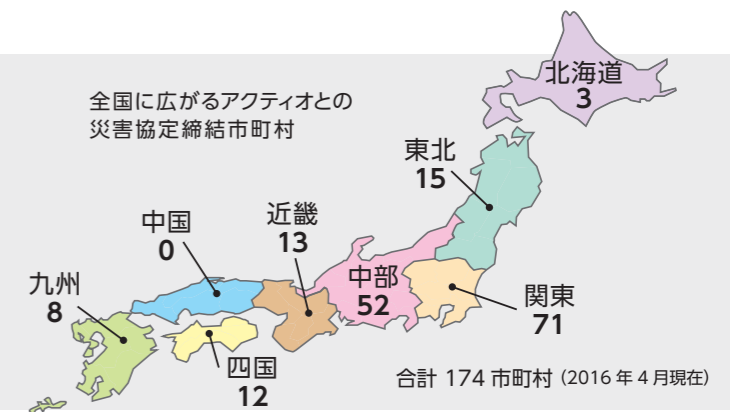 北海道
3
全国に広がるアクティオとの
災害協定締結市町村
東北
15
近畿
13
中国
0
中部
52
九州
8
関東
71
四国
12
合計 174 市町村（2016 年 4 月現在）